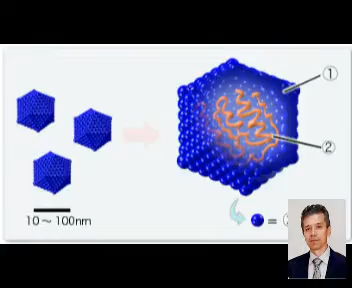 ①
②
10 ～ 100nm
=